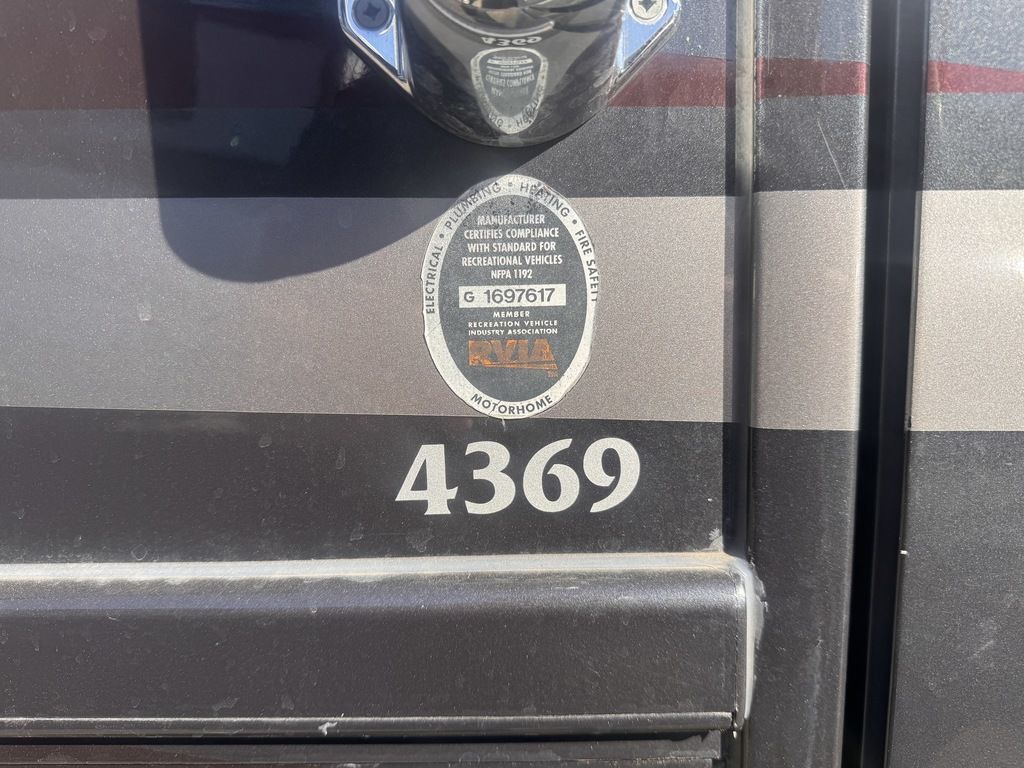 ELECTRICAL • PLUMBING • HEATING • FIRE SAFETY
MANUFACTURER
CERTIFIES COMPLIANCE
WITH STANDARD FOR
RECREATIONAL VEHICLES
NFPA 1192
G 1697617
MEMBER
RECREATION VEHICLE
INDUSTRY ASSOCIATION
RVIA
MOTORHOME
4369